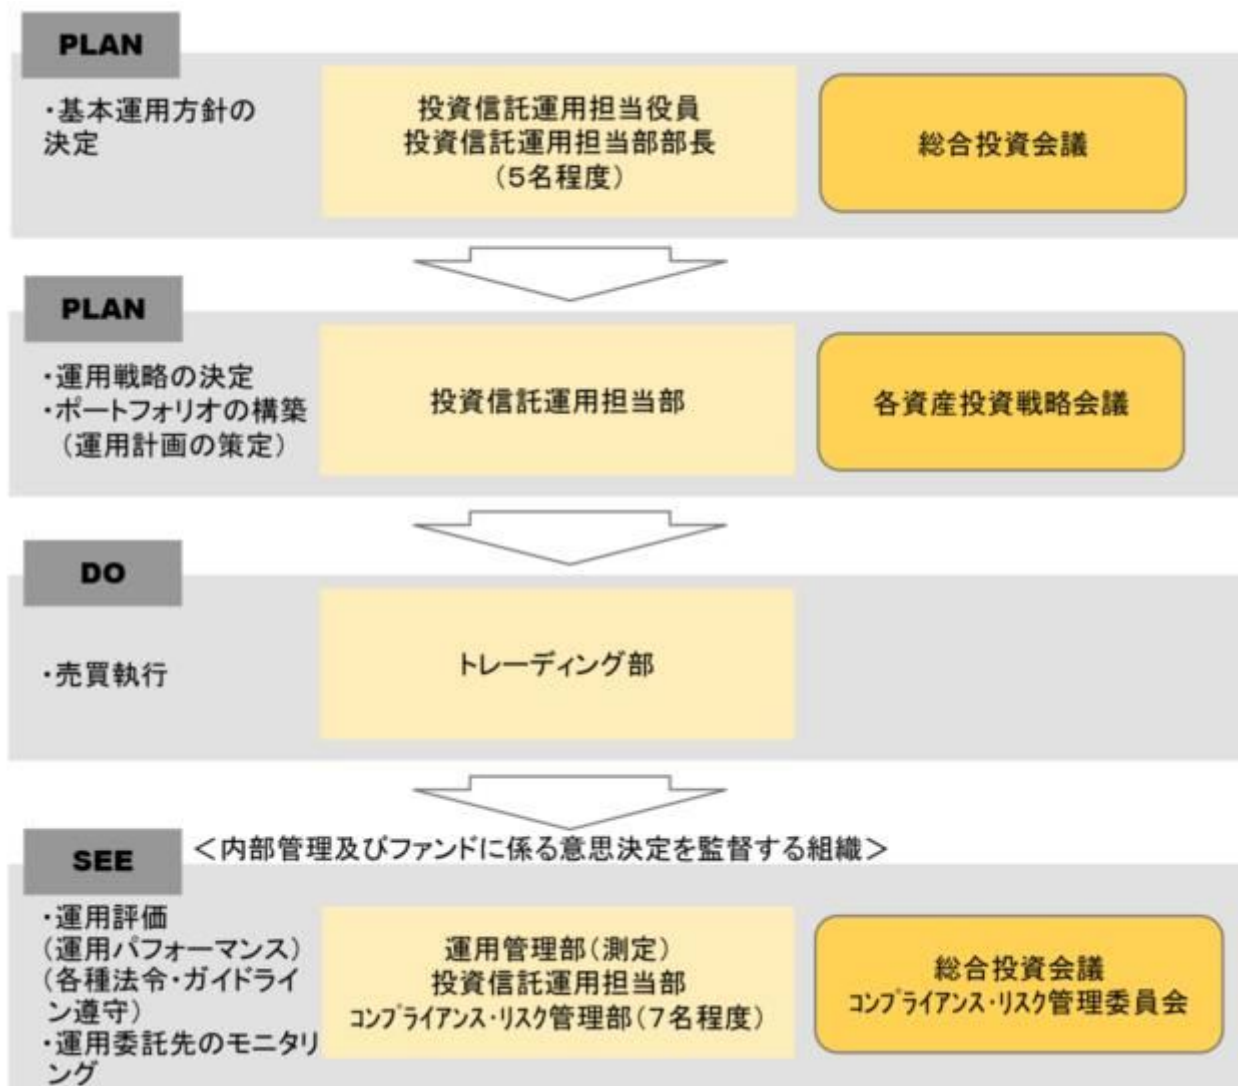 PLAN
・基本運用方針の
決定
投資信託運用担当役員
投資信託運用担当部部長
（５名程度）
総合投資会議
PLAN
・運用戦略の決定
・ポートフォリオの構築
（運用計画の策定）
投資信託運用担当部
各資産投資戦略会議
DO
・売買執行
トレーディング部
SEE
＜内部管理及びファンドに係る意思決定を監督する組織＞
・運用評価
(運用パフォーマンス)
(各種法令・ガイドライ
ン遵守)
・運用委託先のモニタリ
ング
運用管理部(測定)
投資信託運用担当部
ｺﾝﾌﾟﾗｲｱﾝｽ･ﾘｽｸ管理部(７名程度)
総合投資会議
ｺﾝﾌﾟﾗｲｱﾝｽ･ﾘｽｸ管理委員会